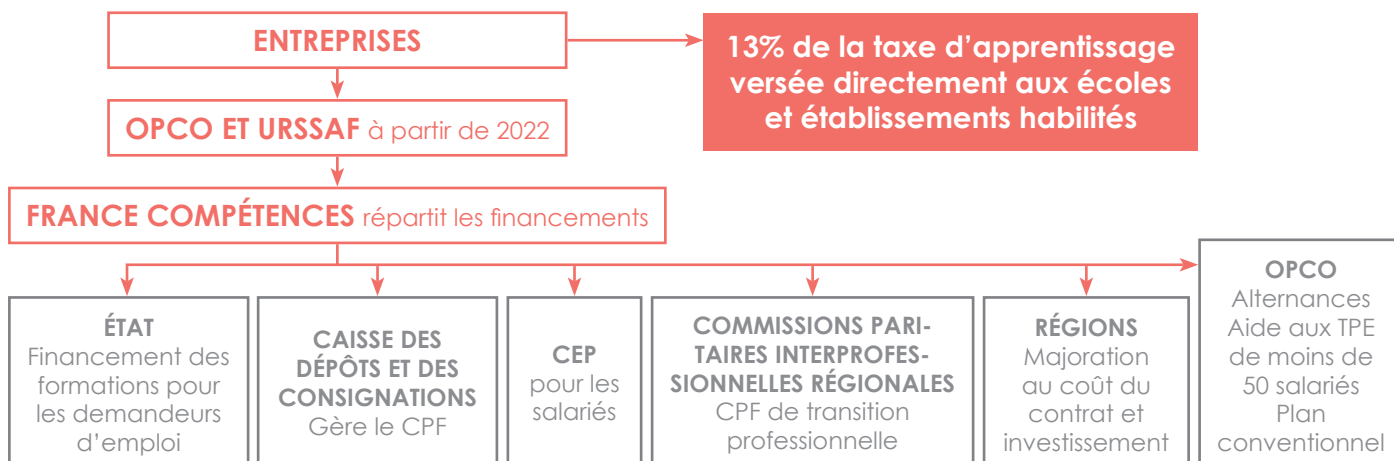 ENTREPRISES
13% de la taxe d’apprentissage
versée directement aux écoles
et établissements habilités
OPCO ET URSSAF à partir de 2022
FRANCE COMPÉTENCES répartit les financements
ÉTAT
Financement des
formations pour
les demandeurs
d’emploi
CAISSE DES
DÉPÔTS ET DES
CONSIGNATIONS
Gère le CPF
CEP
pour les
salariés
COMMISSIONS PARI-
TAIRES INTERPROFES-
SIONNELLES RÉGIONALES
CPF de transition
professionnelle
RÉGIONS
Majoration
au coût du
contrat et
investissement
OPCO
Alternances
Aide aux TPE
de moins de
50 salariés
Plan
conventionnel